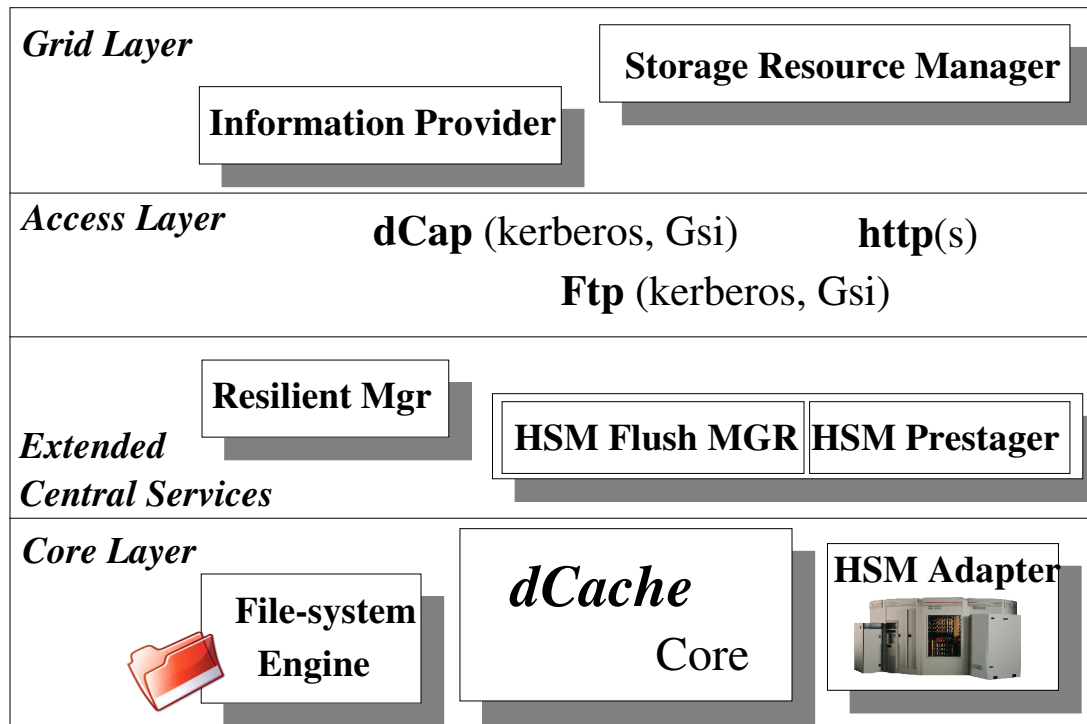 Grid Layer
Storage Resource Manager
Information Provider
Access Layer
dCap (kerberos, Gsi)
http(s)
Ftp (kerberos, Gsi)
Resilient Mgr
HSM Flush MGR
HSM Prestager
Extended
Central Services
Core Layer
File-system
Engine
dCache
Core
HSM Adapter